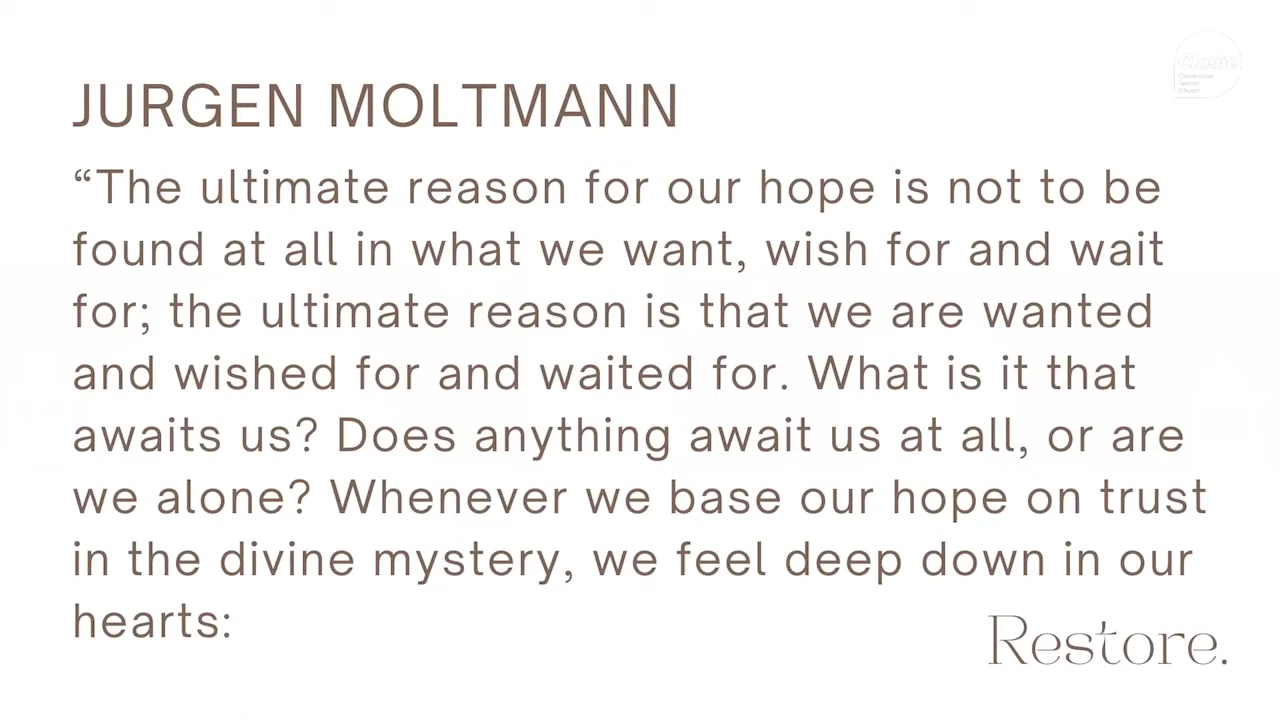 JURGEN MOLTMANN
“The ultimate reason for our hope is not to be
found at all in what we want, wish for and wait
for; the ultimate reason is that we are wanted
and wished for and waited for. What is it that
awaits us? Does anything await us at all, or are
we alone? Whenever we base our hope on trust
in the divine mystery, we feel deep down in our
hearts:
Restore.